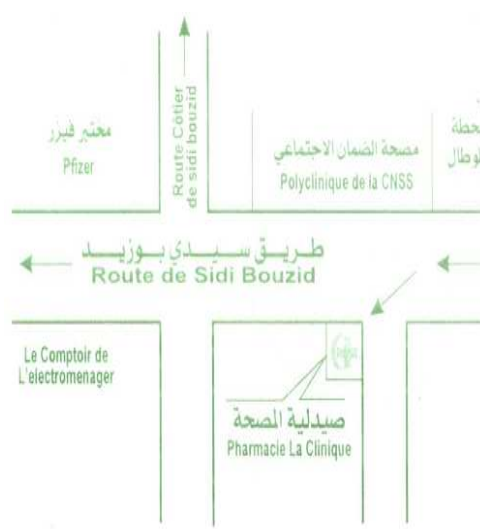 مختبر فيزر
Pfizer
Route Côtier
de sidi bouzid
مصحة الضمان الاجتماعي
Polyclinique de la CNSS
طريق سيدي بوزيد
Route de Sidi Bouzid
Le Comptoir de
L'electromenager
صيدلية المصحة
Pharmacie La Clinique